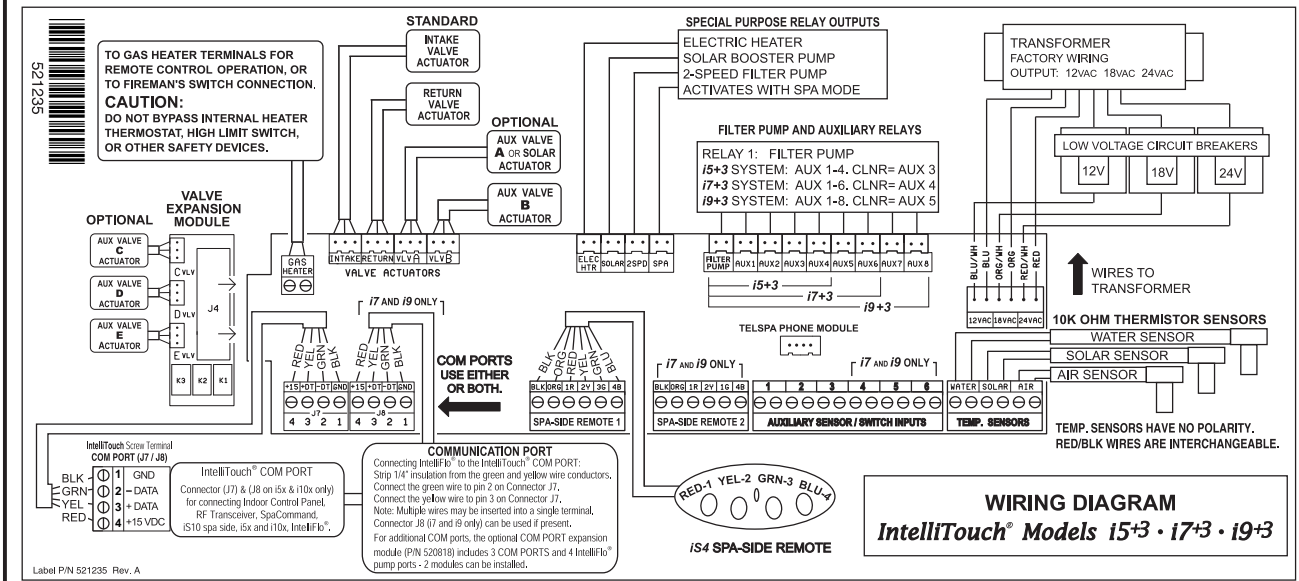 521235
TO GAS HEATER TERMINALS FOR
REMOTE CONTROL OPERATION, OR
TO FIREMAN'S SWITCH CONNECTION.
CAUTION:
DO NOT BYPASS INTERNAL HEATER
THERMOSTAT, HIGH LIMIT SWITCH,
OR OTHER SAFETY DEVICES.
STANDARD
INTAKE
VALVE
ACTUATOR
RETURN
VALVE
ACTUATOR
OPTIONAL
AUX VALVE
A OR SOLAR
ACTUATOR
AUX VALVE
B
ACTUATOR
SPECIAL PURPOSE RELAY OUTPUTS
ELECTRIC HEATER
SOLAR BOOSTER PUMP
2-SPEED FILTER PUMP
ACTIVATES WITH SPA MODE
FILTER PUMP AND AUXILIARY RELAYS
RELAY 1: FILTER PUMP
i5+3 SYSTEM: AUX 1-4. CLNR= AUX 3
i7+3 SYSTEM: AUX 1-6. CLNR= AUX 4
i9+3 SYSTEM: AUX 1-8. CLNR= AUX 5
TRANSFORMER
FACTORY WIRING
OUTPUT: 12VAC 18VAC 24VAC
LOW VOLTAGE CIRCUIT BREAKERS
12V 18V 24V
BLU/WH
BLU
ORG/WH
ORG
RED/WH
RED
WIRES TO
TRANSFORMER
12VAC 18VAC 24VAC
OPTIONAL
VALVE
EXPANSION
MODULE
AUX VALVE
C
ACTUATOR
AUX VALVE
D
ACTUATOR
AUX VALVE
E
ACTUATOR
C VLV
D VLV
E VLV
J4
K3 K2 K1
GAS
HEATER
INTAKE RETURN VLV A VLV B
VALVE ACTUATORS
ELEC
HTR SOLAR 2SPD SPA
FILTER
PUMP AUX1 AUX2 AUX3 AUX4 AUX5 AUX6 AUX7 AUX8
i5+3
i7+3
i9+3
TELSPA PHONE MODULE
10K OHM THERMISTOR SENSORS
WATER SENSOR
SOLAR SENSOR
AIR SENSOR
TEMP. SENSORS HAVE NO POLARITY.
RED/BLK WIRES ARE INTERCHANGEABLE.
i7 AND i9 ONLY
RED YEL GRN BLK
RED YEL GRN BLK
+15 +DT -DT GND
+15 +DT -DT GND
J7
J8
4 3 2 1
4 3 2 1
COM PORTS
USE EITHER
OR BOTH.
BLK ORG RED YEL GRN BLU
BLK ORG 1R 2Y 3G 4B
SPA-SIDE REMOTE 1
i7 AND i9 ONLY
BLK ORG 1R 2Y 1G 4B
SPA-SIDE REMOTE 2
i7 AND i9 ONLY
1 2 3 4 5 6
AUXILIARY SENSOR / SWITCH INPUTS
WATER SOLAR AIR
TEMP. SENSORS
IntelliTouch Screw Terminal
COM PORT (J7 / J8)
BLK 1 GND
GRN 2 - DATA
YEL 3 + DATA
RED 4 +15 VDC
IntelliTouch® COM PORT
Connector (J7) & (J8 on i5x & i10x only)
for connecting Indoor Control Panel,
RF Transceiver, SpaCommand,
iS10 spa side, i5x and i10x, IntelliFlo®.
COMMUNICATION PORT
Connecting IntelliFlo® to the IntelliTouch® COM PORT:
Strip 1/4" insulation from the green and yellow wire conductors.
Connect the green wire to pin 2 on Connector J7.
Connect the yellow wire to pin 3 on Connector J7.
Note: Multiple wires may be inserted into a single terminal.
Connector J8 (i7 and i9 only) can be used if present.
For additional COM ports, the optional COM PORT expansion
module (P/N 520818) includes 3 COM PORTS and 4 IntelliFlo®
pump ports - 2 modules can be installed.
RED-1 YEL-2 GRN-3 BLU-4
iS4 SPA-SIDE REMOTE
WIRING DIAGRAM
IntelliTouch® Models i5+3 · i7+3 · i9+3
Label P/N 521235 Rev. A